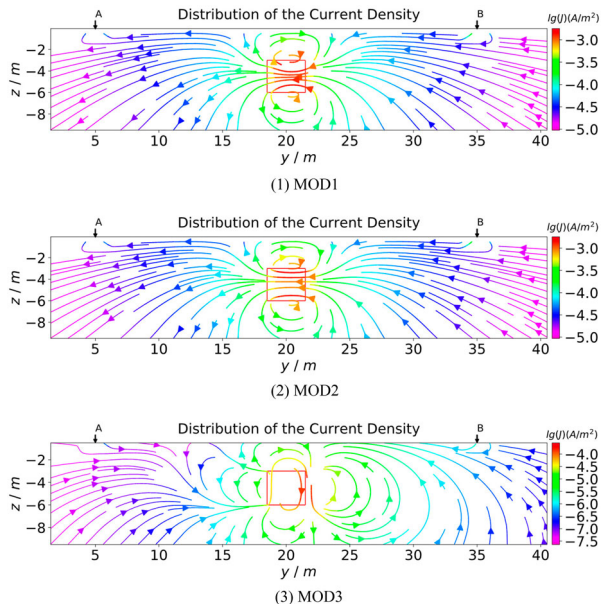 Distribution of the Current Density
A
B
lg(J)(A/m²)
z / m
−2
−4
−6
−8
5 10 15 20 25 30 35 40
y / m
−3.0
−3.5
−4.0
−4.5
−5.0
(1) MOD1
Distribution of the Current Density
A
B
lg(J)(A/m²)
z / m
−2
−4
−6
−8
5 10 15 20 25 30 35 40
y / m
−3.0
−3.5
−4.0
−4.5
−5.0
(2) MOD2
Distribution of the Current Density
A
B
lg(J)(A/m²)
z / m
−2
−4
−6
−8
5 10 15 20 25 30 35 40
y / m
−4.0
−4.5
−5.0
−5.5
−6.0
−6.5
−7.0
−7.5
(3) MOD3